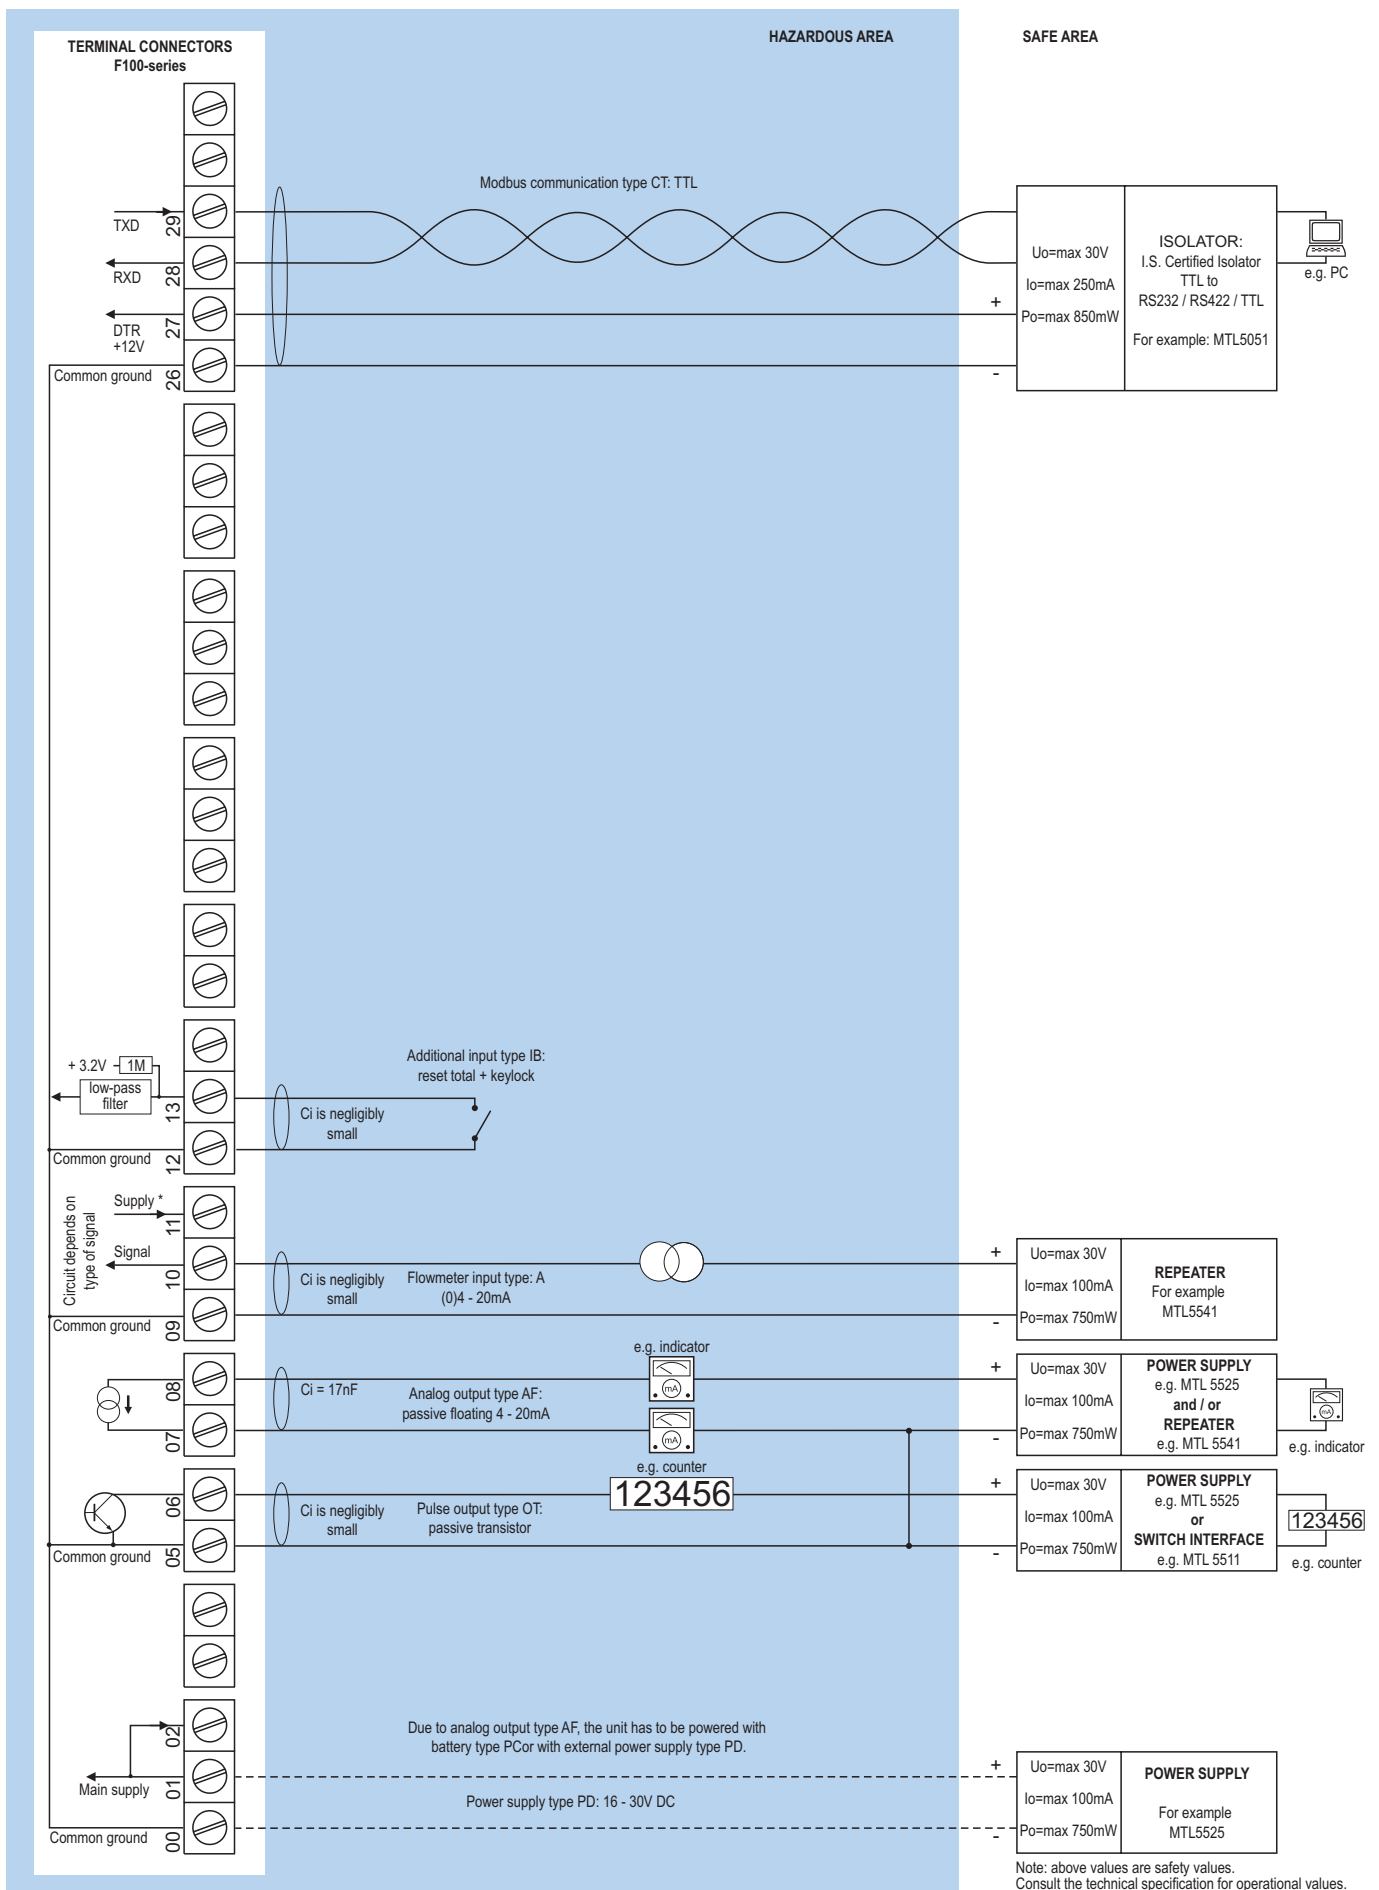 HAZARDOUS AREA
SAFE AREA
TERMINAL CONNECTORS
F100-series
Modbus communication type CT: TTL
TXD
29
RXD
28
DTR
+12V
27
Common ground
26
+
-
Uo=max 30V
Io=max 250mA
Po=max 850mW
ISOLATOR:
I.S. Certified Isolator
TTL to
RS232 / RS422 / TTL
For example: MTL5051
e.g. PC
+ 3.2V
1M
low-pass
filter
13
Common ground
12
Ci is negligibly
small
Additional input type IB:
reset total + keylock
Circuit depends on
type of signal
Supply *
11
Signal
10
Common ground
09
Ci is negligibly
small
Flowmeter input type: A
(0)4 - 20mA
+
-
Uo=max 30V
Io=max 100mA
Po=max 750mW
REPEATER
For example
MTL5541
08
07
Ci = 17nF
Analog output type AF:
passive floating 4 - 20mA
e.g. indicator
mA
mA
+
-
Uo=max 30V
Io=max 100mA
Po=max 750mW
POWER SUPPLY
e.g. MTL 5525
and / or
REPEATER
e.g. MTL 5541
mA
e.g. indicator
06
Common ground
05
Ci is negligibly
small
Pulse output type OT:
passive transistor
e.g. counter
123456
+
-
Uo=max 30V
Io=max 100mA
Po=max 750mW
POWER SUPPLY
e.g. MTL 5525
or
SWITCH INTERFACE
e.g. MTL 5511
123456
e.g. counter
02
Main supply
01
Common ground
00
Due to analog output type AF, the unit has to be powered with
battery type PCor with external power supply type PD.
Power supply type PD: 16 - 30V DC
+
-
Uo=max 30V
Io=max 100mA
Po=max 750mW
POWER SUPPLY
For example
MTL5525
Note: above values are safety values.
Consult the technical specification for operational values.